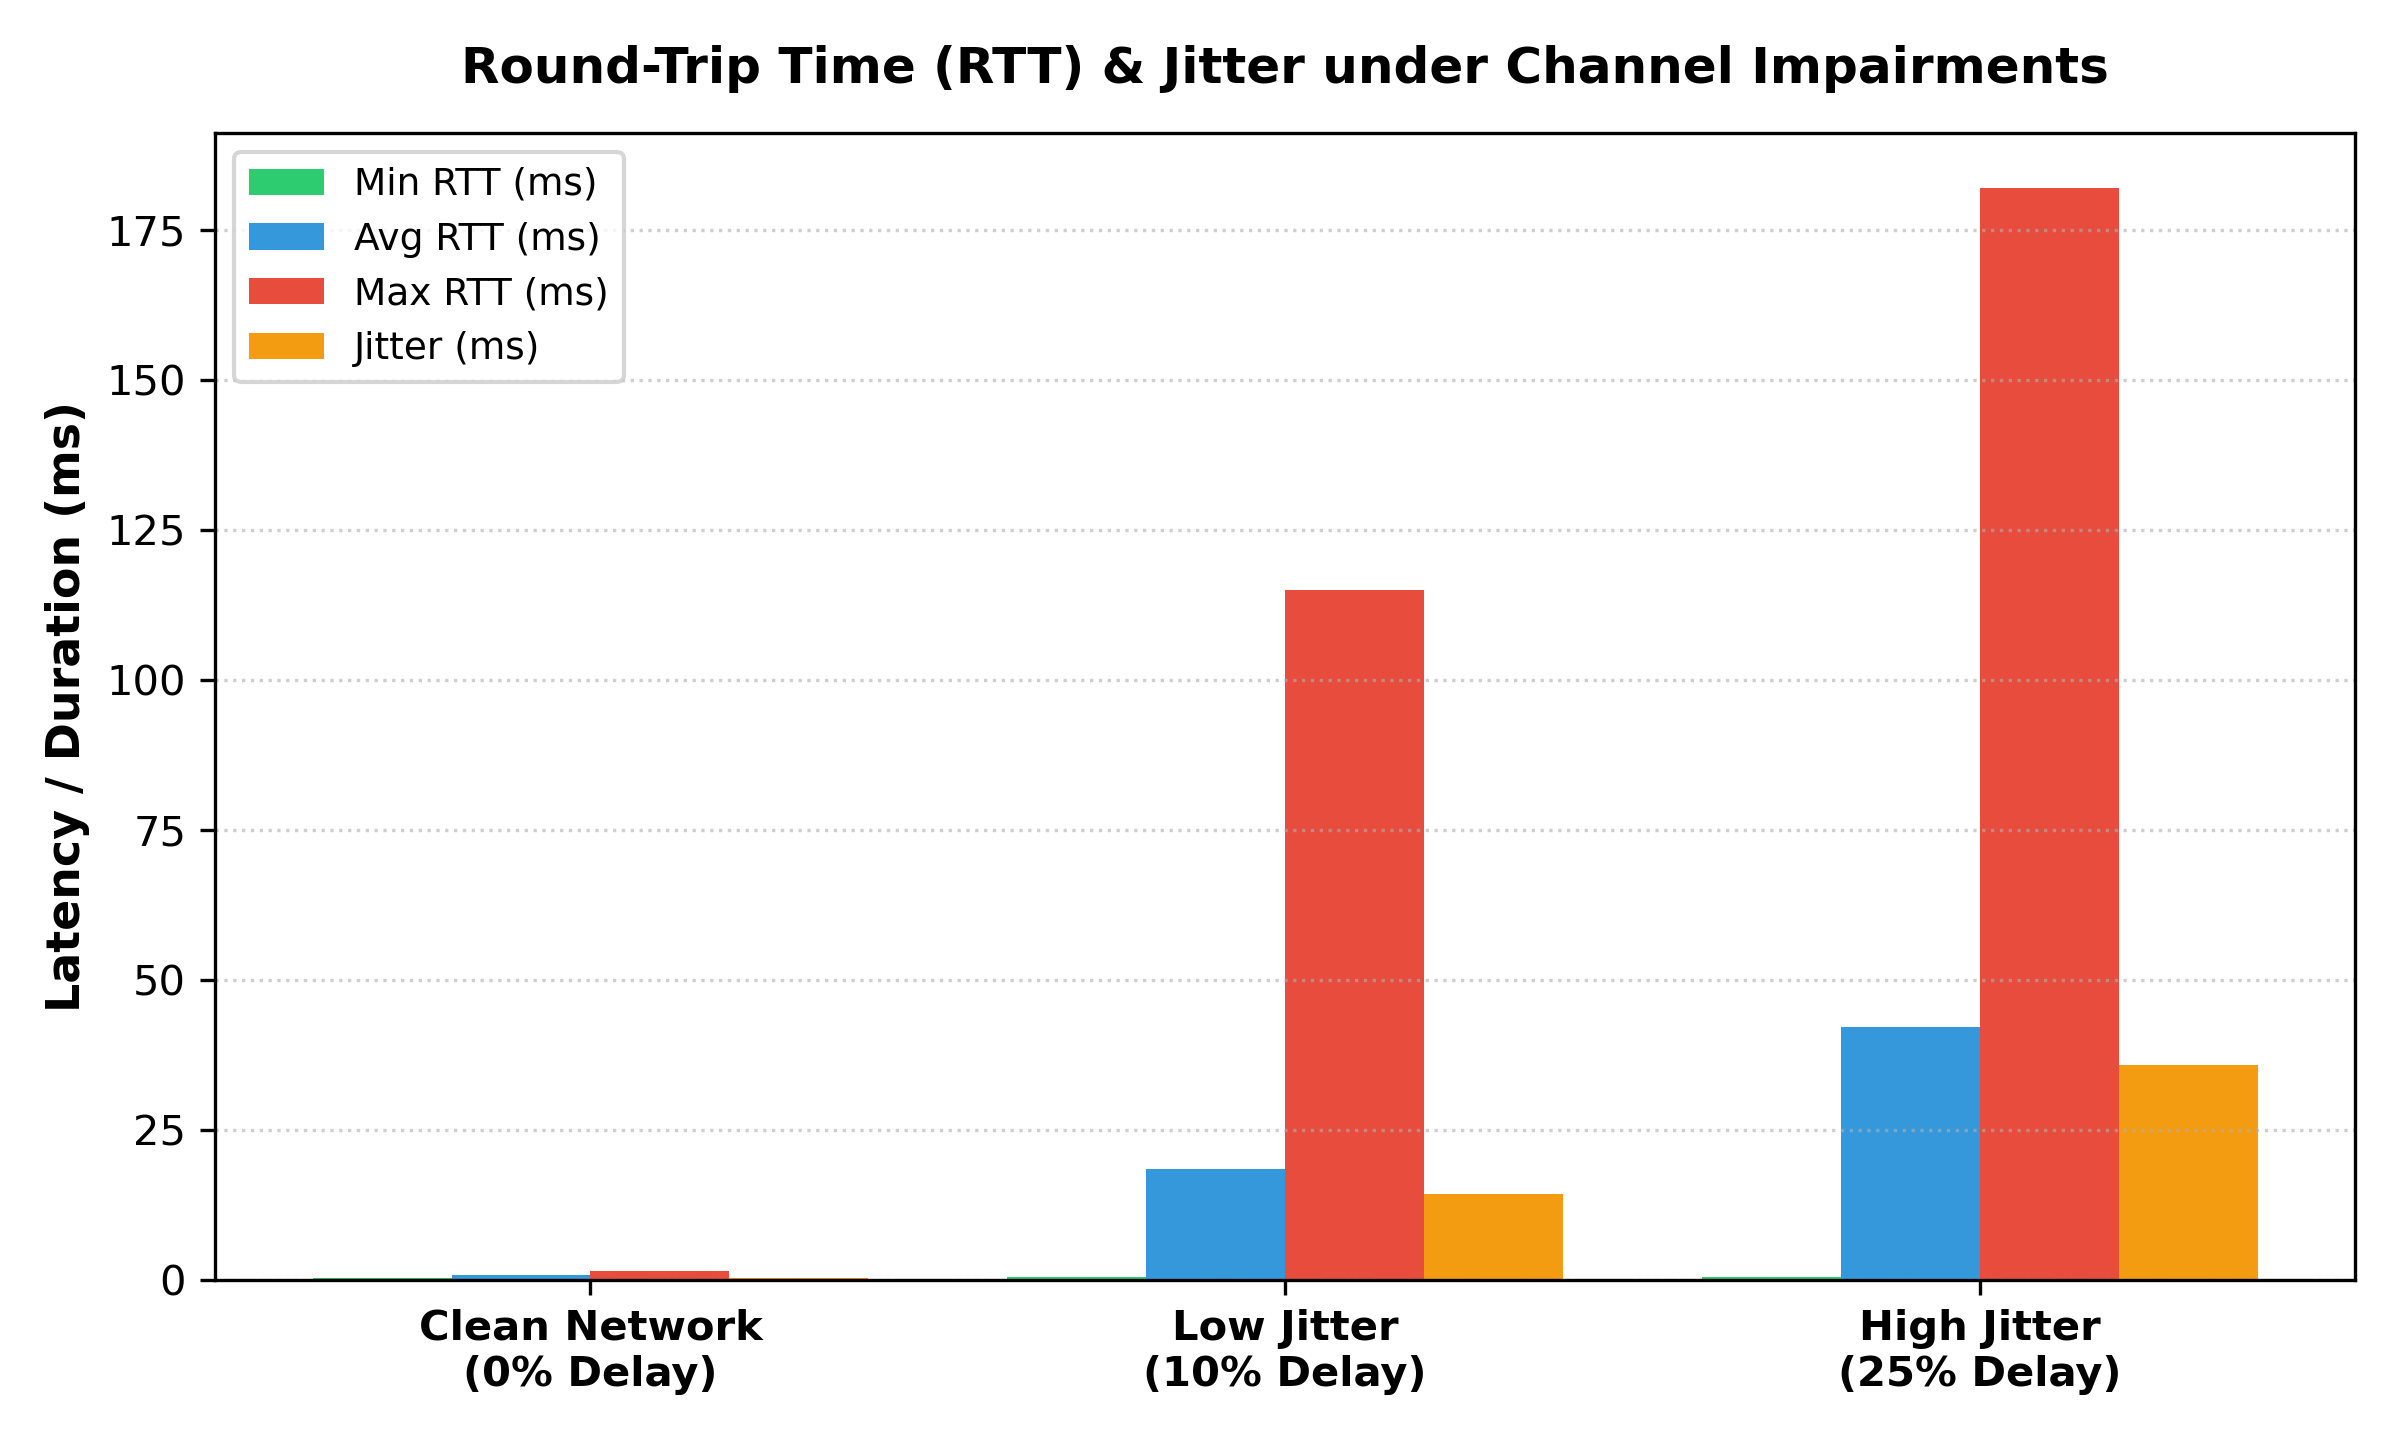 Round-Trip Time (RTT) & Jitter under Channel Impairments
Min RTT (ms)
Avg RTT (ms)
Max RTT (ms)
Jitter (ms)
Latency / Duration (ms)
175
150
125
100
75
50
25
0
Clean Network
(0% Delay)
Low Jitter
(10% Delay)
High Jitter
(25% Delay)